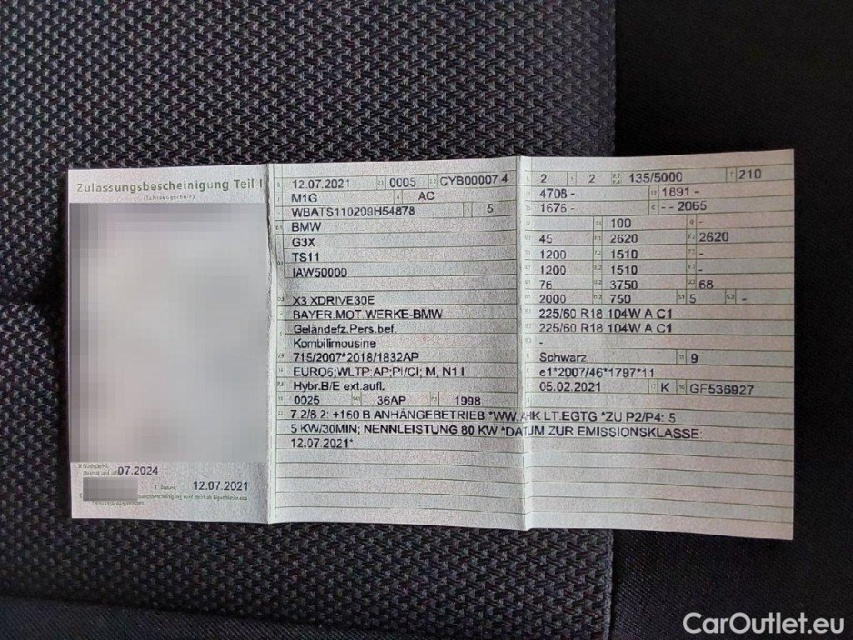 Zulassungsbescheinigung Teil I
(Fahrzeugschein)
07.2024
12.07.2021
12.07.2021 0005 CYB00007 4
M1G AC
WBATS110209H54878 5
BMW
G3X
TS11
IAW50000
X3 XDRIVE30E
BAYER.MOT.WERKE-BMW
Geländefz.Pers.bef.
Kombilimousine
715/2007*2018/1832AP
EURO6;WLTP;AP;PI/CI; M, N1 I
Hybr.B/E ext.aufl.
0025 36AP 1998
7.2/8.2: +160 B.ANHÄNGEBETRIEB *WW.AHK LT.EGTG *ZU P2/P4: 5
5 KW/30MIN; NENNLEISTUNG 80 KW *DATUM ZUR EMISSIONSKLASSE:
12.07.2021*
2 2 135/5000 210
4708 - 1891 -
1676 - - - 2065
- 100 -
45 2620 2620
1200 1510 -
1200 1510 -
76 3750 68
2000 750 5 -
225/60 R18 104W A C1
225/60 R18 104W A C1
-
Schwarz 9
e1*2007/46*1797*11
05.02.2021 K GF536927
CarOutlet.eu